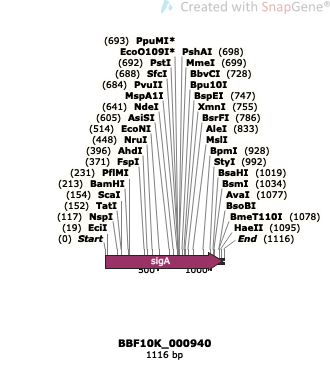 Created with SnapGene®
(693) PpuMI*
EcoO109I* PshAI (698)
(692) PstI MmeI (699)
(688) SfcI BbvCI (728)
(684) PvuII Bpu10I
MspA1I BspEI (747)
(641) NdeI XmnI (755)
(605) AsiSI BsrFI (786)
(514) EcoNI AleI (833)
(448) NruI MslI
(396) AhdI BpmI (928)
(371) FspI StyI (992)
(231) PflMI BsaHI (1019)
(213) BamHI BsmI (1034)
(154) ScaI AvaI (1077)
(152) TatI BsoBI
(117) NspI BmeT110I (1078)
(19) EciI HaeII (1095)
(0) Start End (1116)
sigA
500 1000
BBF10K_000940
1116 bp